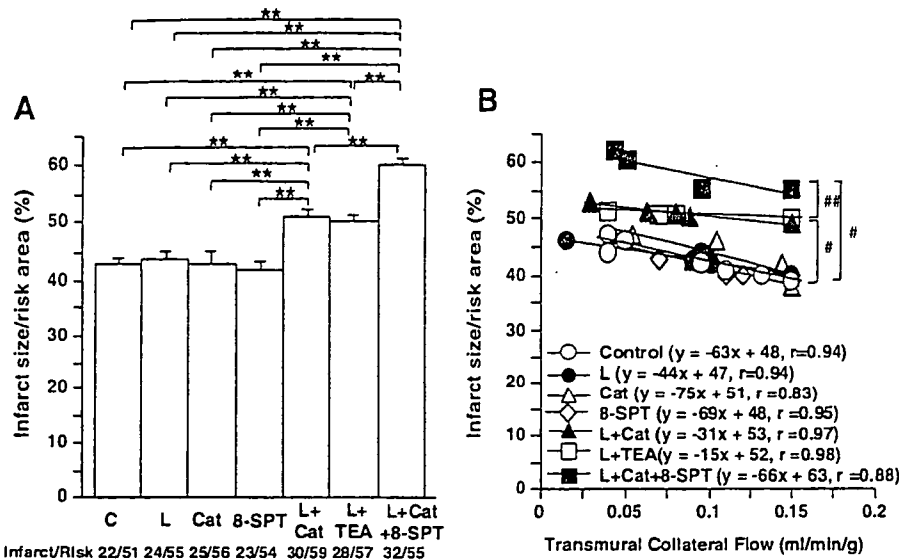 ** ** ** ** ** ** ** ** ** ** ** ** **
A
Infarct size/risk area (%)
60
50
40
30
20
10
0
C L Cat 8-SPT L+ Cat L+ TEA L+Cat +8-SPT
Infarct/Risk 22/51 24/55 25/56 23/54 30/59 28/57 32/55
B
Infarct size/risk area (%)
60
50
40
30
20
10
0
##
#
#
Control (y = -63x + 48, r=0.94)
L (y = -44x + 47, r=0.94)
Cat (y = -75x + 51, r=0.83)
8-SPT (y = -69x + 48, r=0.95)
L+Cat (y = -31x + 53, r=0.97)
L+TEA(y = -15x + 52, r=0.98)
L+Cat+8-SPT (y = -66x + 63, r=0.88)
0.05 0.1 0.15 0.2
Transmural Collateral Flow (ml/min/g)